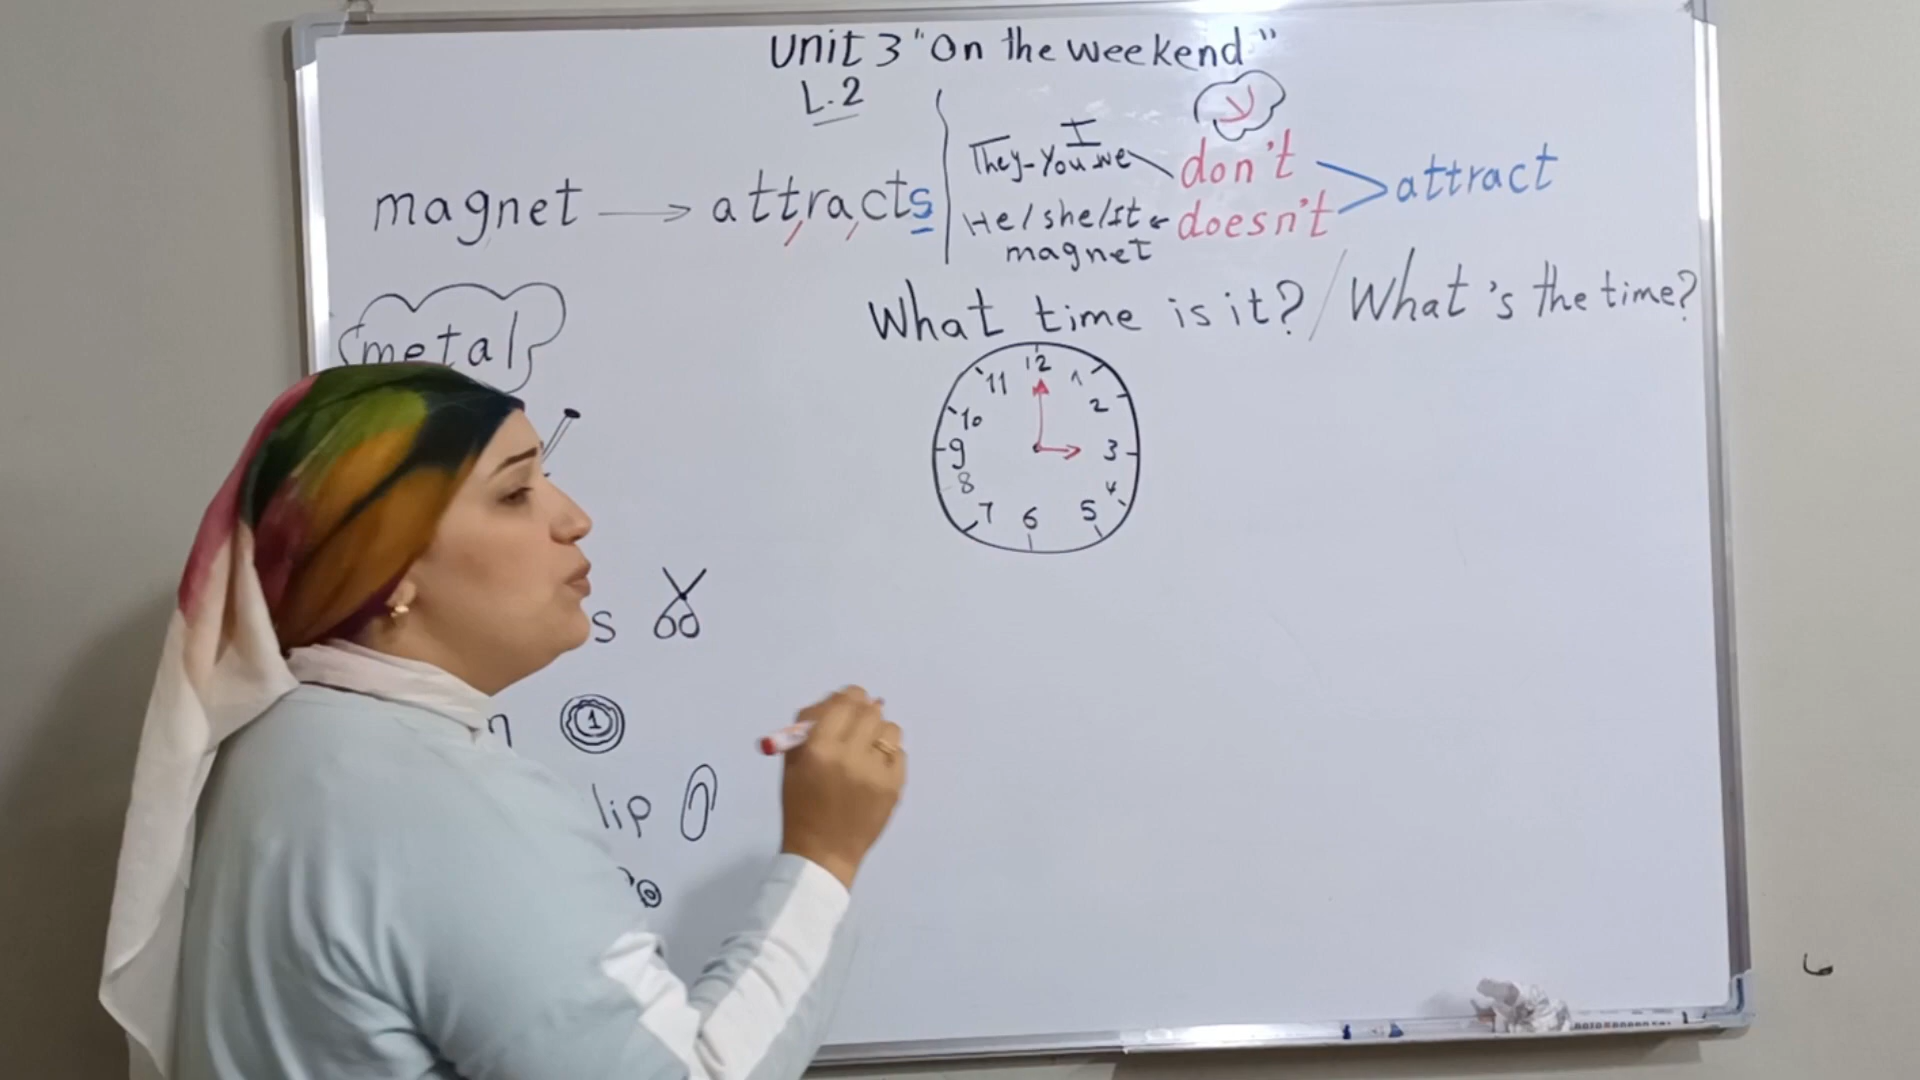 Unit 3 "On the weekend"
L.2
magnet → attracts
لا
I
They-You-we don't
He/she/It doesn't
magnet
attract
What time is it? / What's the time?
metal
12
11 1
10 2
9 3
8 4
7 6 5
1
lip